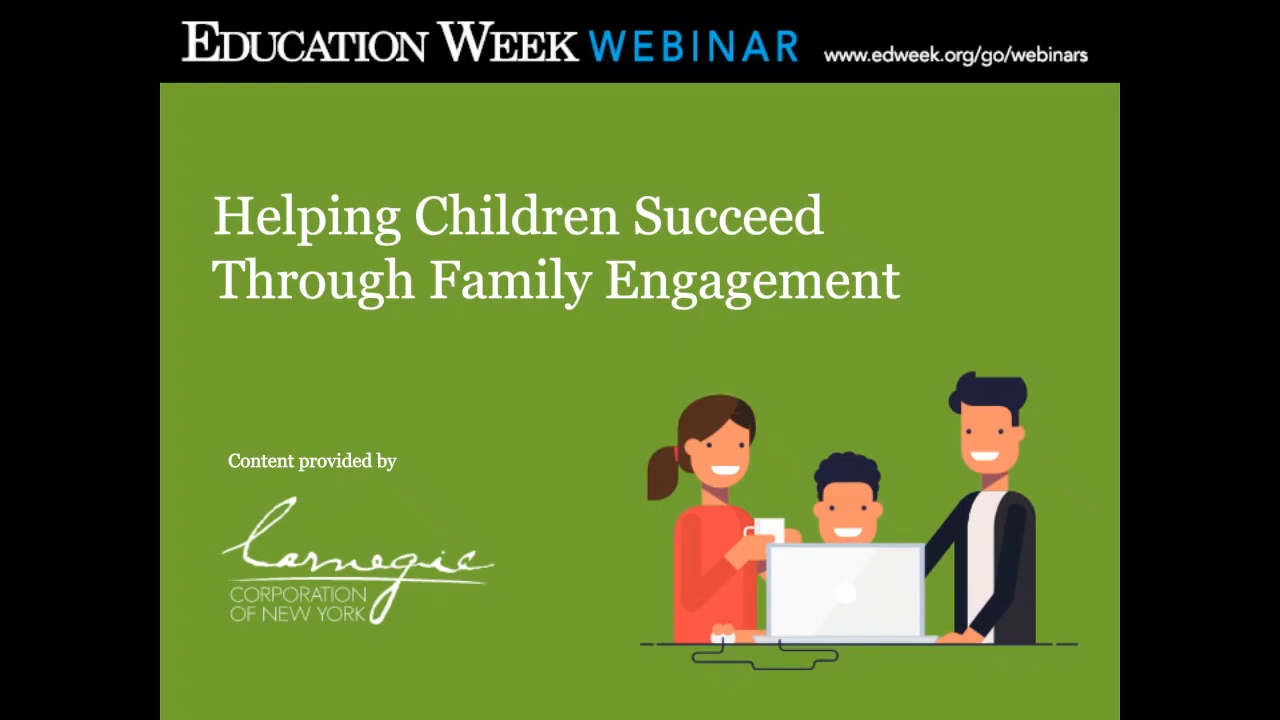 EDUCATION WEEK WEBINAR www.edweek.org/go/webinars
Helping Children Succeed
Through Family Engagement
Content provided by
Carnegie
CORPORATION
OF NEW YORK